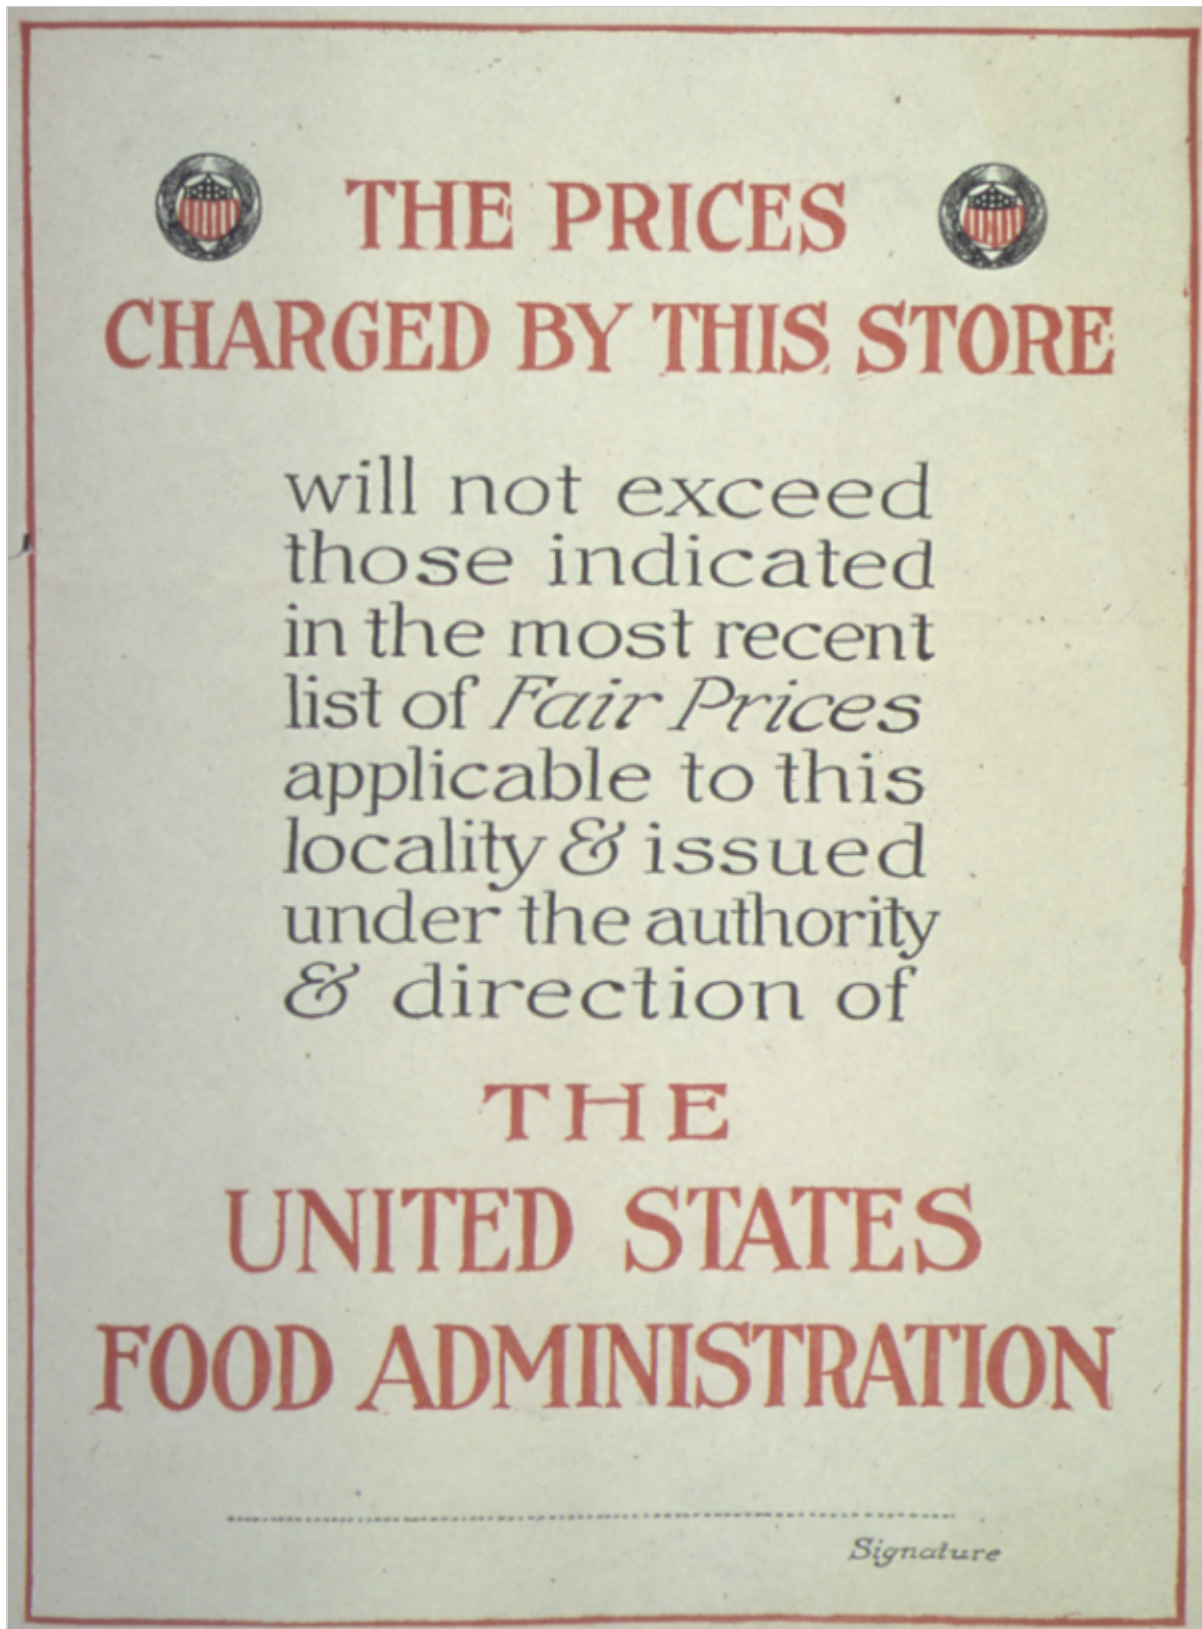 THE PRICES
CHARGED BY THIS STORE
will not exceed
those indicated
in the most recent
list of Fair Prices
applicable to this
locality & issued
under the authority
& direction of
THE
UNITED STATES
FOOD ADMINISTRATION
Signature